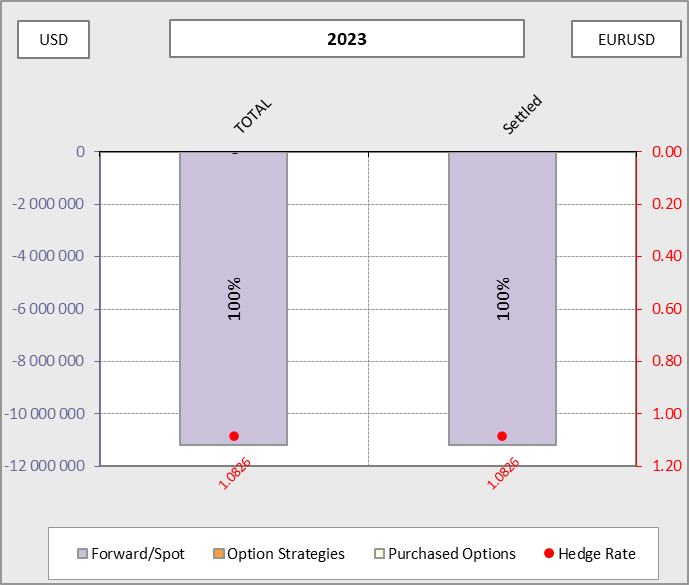 USD 2023 EURUSD
TOTAL Settled
0 0.00
-2 000 000 0.20
-4 000 000 0.40
-6 000 000 100% 100% 0.60
-8 000 000 0.80
-10 000 000 1.00
-12 000 000 1.0826 1.0826 1.20
Forward/Spot Option Strategies Purchased Options Hedge Rate